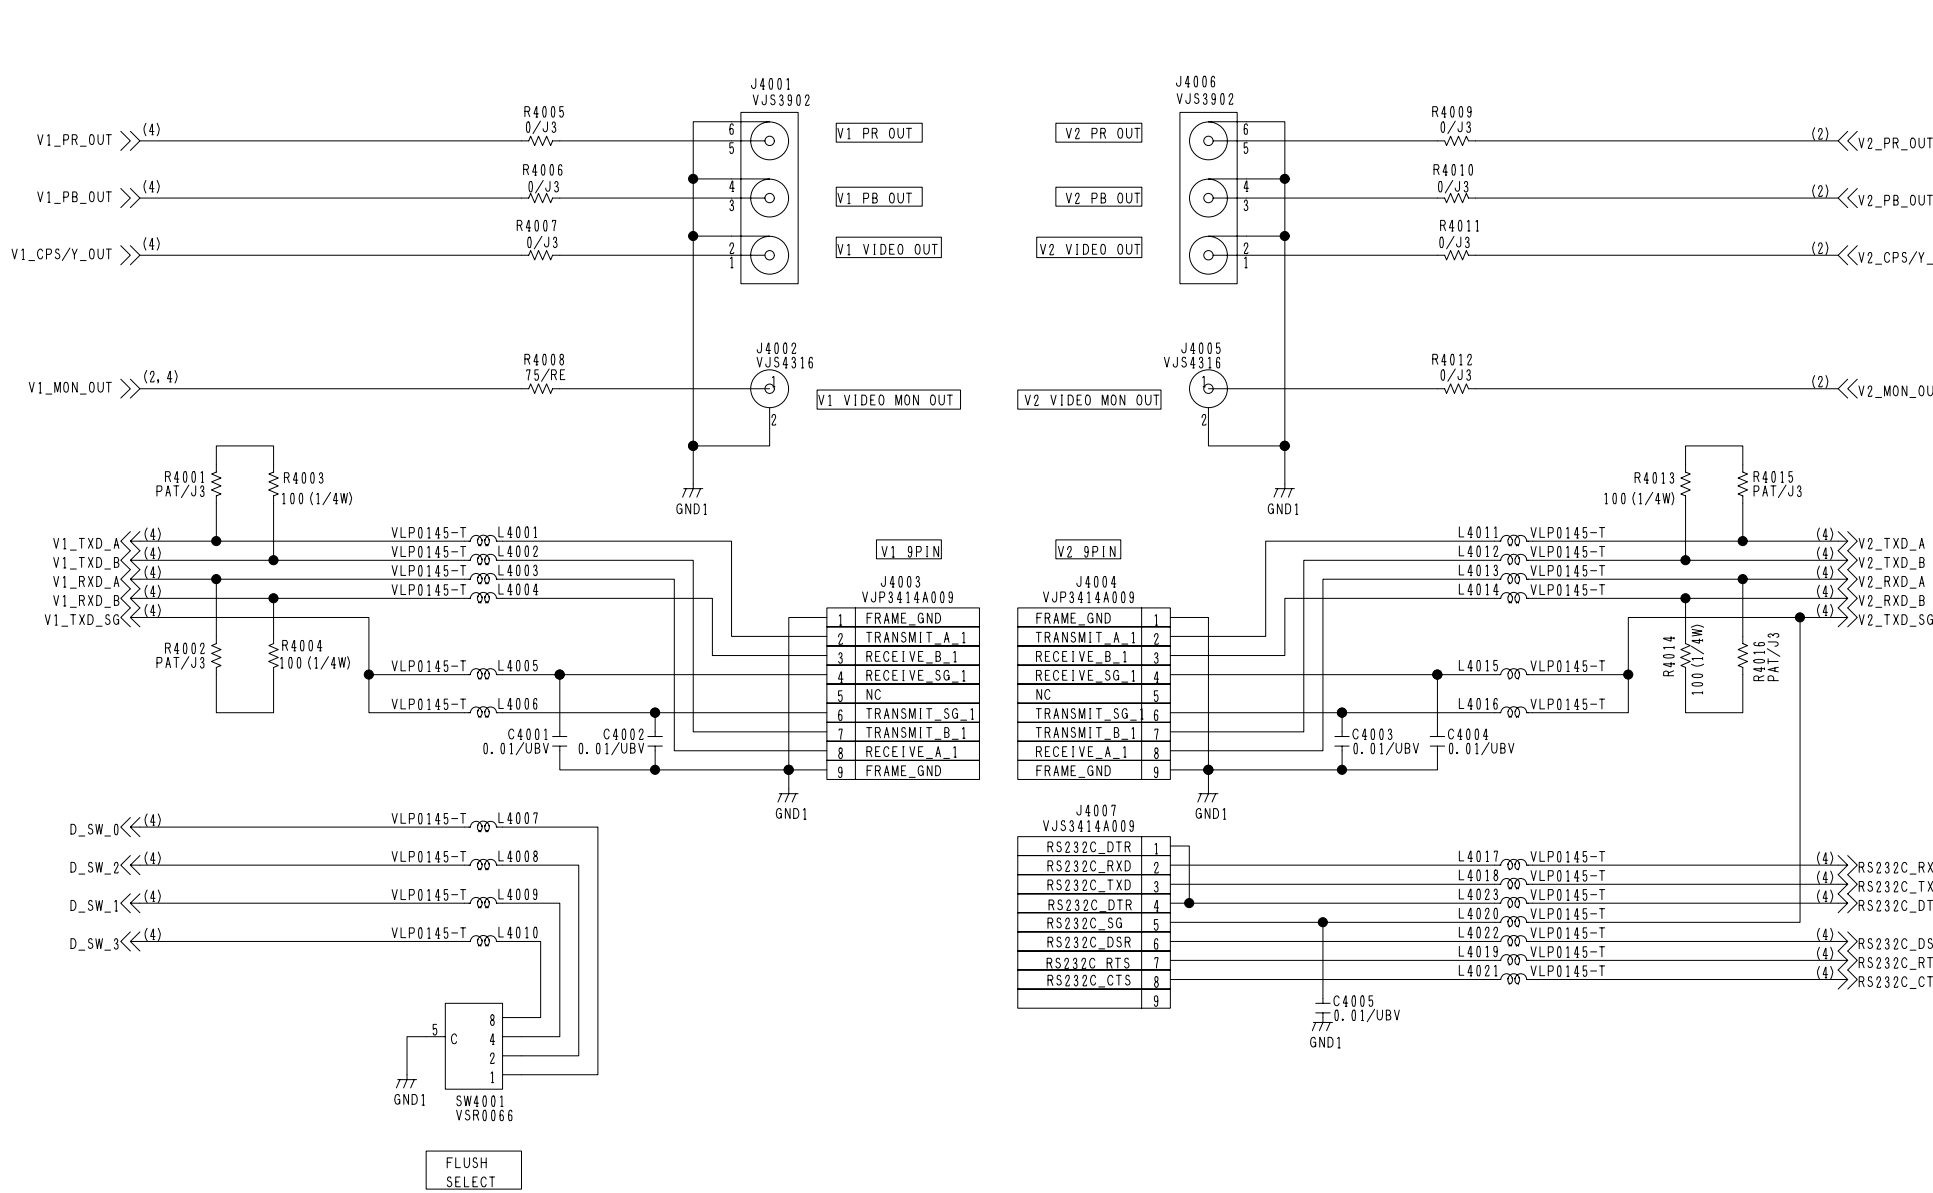 J4001
VJS3902
J4006
VJS3902
V1_PR_OUT (4) R4005 0/J3 6 5 V1 PR OUT
V2 PR OUT 6 5 R4009 0/J3 (2) V2_PR_OUT
V1_PB_OUT (4) R4006 0/J3 4 3 V1 PB OUT
V2 PB OUT 4 3 R4010 0/J3 (2) V2_PB_OUT
V1_CPS/Y_OUT (4) R4007 0/J3 2 1 V1 VIDEO OUT
V2 VIDEO OUT 2 1 R4011 0/J3 (2) V2_CPS/Y_
J4002
VJS4316
J4005
VJS4316
V1_MON_OUT (2,4) R4008 75/RE 1 2 V1 VIDEO MON OUT
V2 VIDEO MON OUT 1 2 R4012 0/J3 (2) V2_MON_OU
GND1
GND1
R4001
PAT/J3
R4003
100(1/4W)
R4013
100(1/4W)
R4015
PAT/J3
V1_TXD_A (4) VLP0145-T L4001
V1_TXD_B (4) VLP0145-T L4002
V1_RXD_A (4) VLP0145-T L4003
V1_RXD_B (4) VLP0145-T L4004
V1_TXD_SG (4)
L4011 VLP0145-T (4) V2_TXD_A
L4012 VLP0145-T (4) V2_TXD_B
L4013 VLP0145-T (4) V2_RXD_A
L4014 VLP0145-T (4) V2_RXD_B
(4) V2_TXD_SG
R4002
PAT/J3
R4004
100(1/4W)
R4014
100(1/4W)
R4016
PAT/J3
VLP0145-T L4005
VLP0145-T L4006
L4015 VLP0145-T
L4016 VLP0145-T
C4001
0.01/UBV
C4002
0.01/UBV
C4003
0.01/UBV
C4004
0.01/UBV
V1 9PIN
J4003
VJP3414A009
1 FRAME_GND
2 TRANSMIT_A_1
3 RECEIVE_B_1
4 RECEIVE_SG_1
5 NC
6 TRANSMIT_SG_1
7 TRANSMIT_B_1
8 RECEIVE_A_1
9 FRAME_GND
GND1
V2 9PIN
J4004
VJP3414A009
FRAME_GND 1
TRANSMIT_A_1 2
RECEIVE_B_1 3
RECEIVE_SG_1 4
NC 5
TRANSMIT_SG_1 6
TRANSMIT_B_1 7
RECEIVE_A_1 8
FRAME_GND 9
GND1
D_SW_0 (4) VLP0145-T L4007
D_SW_2 (4) VLP0145-T L4008
D_SW_1 (4) VLP0145-T L4009
D_SW_3 (4) VLP0145-T L4010
J4007
VJS3414A009
RS232C_DTR 1
RS232C_RXD 2 L4017 VLP0145-T (4) RS232C_RX
RS232C_TXD 3 L4018 VLP0145-T (4) RS232C_TX
RS232C_DTR 4 L4023 VLP0145-T (4) RS232C_DT
RS232C_SG 5 L4020 VLP0145-T
RS232C_DSR 6 L4022 VLP0145-T (4) RS232C_DS
RS232C_RTS 7 L4019 VLP0145-T (4) RS232C_RT
RS232C_CTS 8 L4021 VLP0145-T (4) RS232C_CT
9
C4005
0.01/UBV
GND1
5 C 8
4
2
1
GND1
SW4001
VSR0066
FLUSH
SELECT